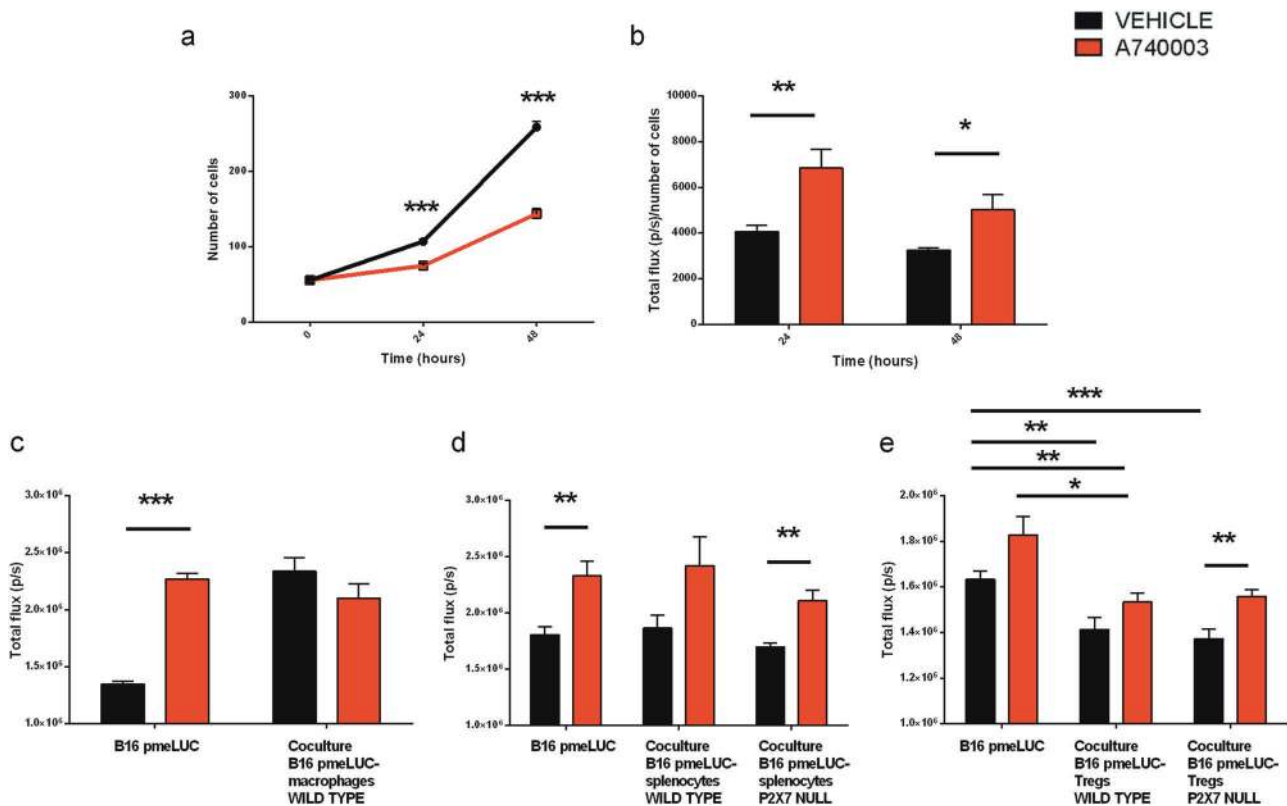 VEHICLE
A740003
a
300
200
100
0
Number of cells
***
***
0
24
48
Time (hours)
b
10000
8000
6000
4000
2000
0
Total flux (p/s)/number of cells
**
*
24
48
Time (hours)
c
3.0×10⁶
2.5×10⁶
2.0×10⁶
1.5×10⁶
1.0×10⁶
Total flux (p/s)
***
B16 pmeLUC
Coculture
B16 pmeLUC-
macrophages
WILD TYPE
d
3.0×10⁶
2.5×10⁶
2.0×10⁶
1.5×10⁶
1.0×10⁶
Total flux (p/s)
**
**
B16 pmeLUC
Coculture
B16 pmeLUC-
splenocytes
WILD TYPE
Coculture
B16 pmeLUC-
splenocytes
P2X7 NULL
e
2.0×10⁶
1.8×10⁶
1.6×10⁶
1.4×10⁶
1.2×10⁶
1.0×10⁶
Total flux (p/s)
***
**
**
*
**
B16 pmeLUC
Coculture
B16 pmeLUC-
Tregs
WILD TYPE
Coculture
B16 pmeLUC-
Tregs
P2X7 NULL